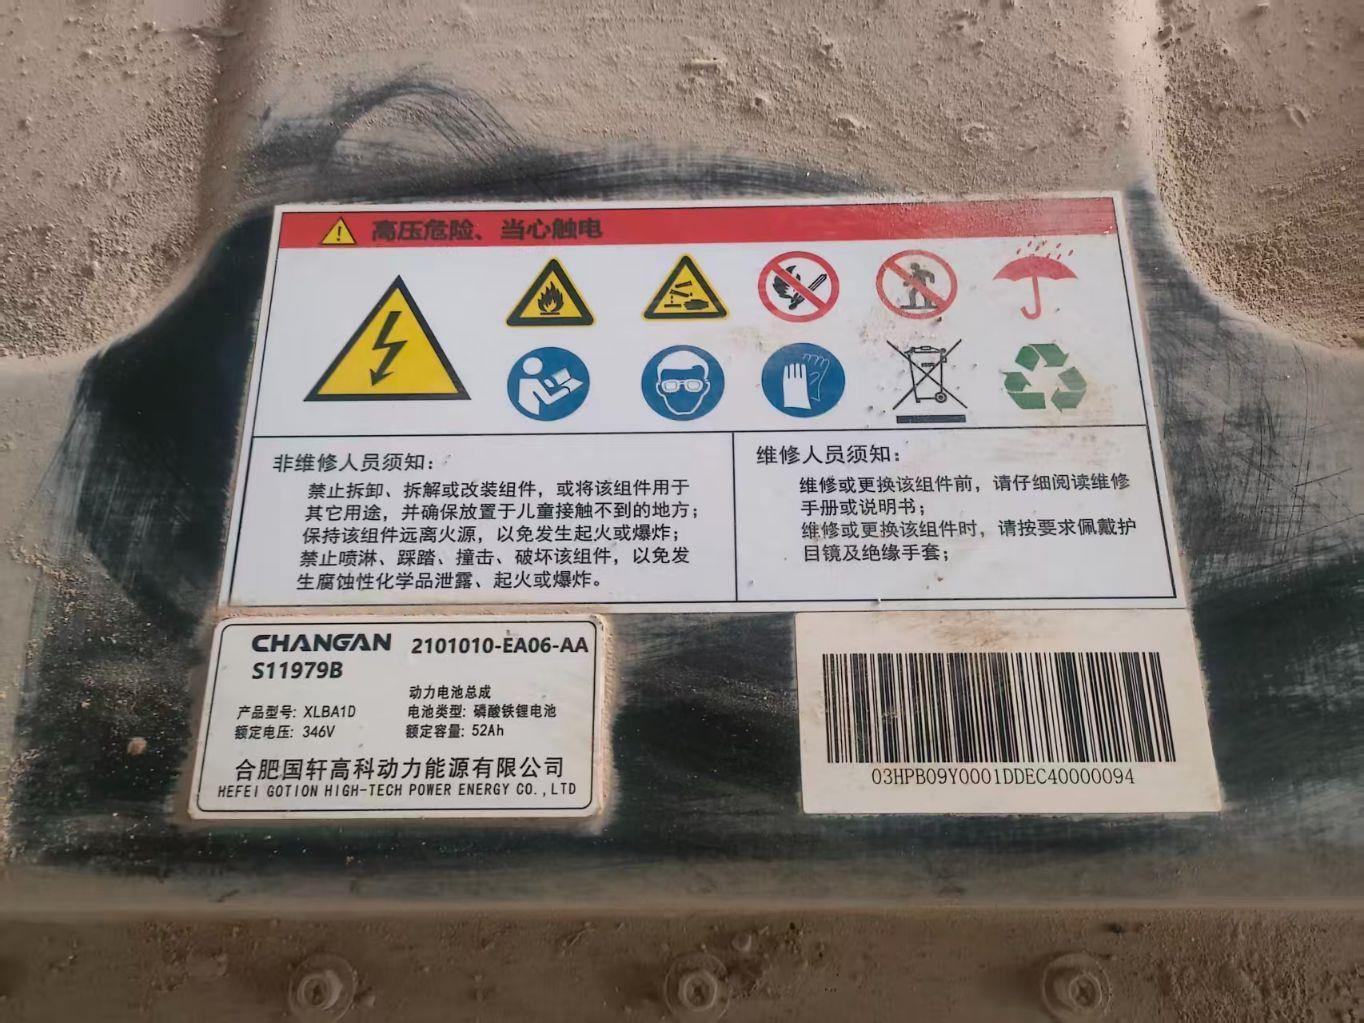 高压危险、当心触电
非维修人员须知：
禁止拆卸、拆解或改装组件，或将该组件用于
其它用途，并确保放置于儿童接触不到的地方；
保持该组件远离火源，以免发生起火或爆炸；
禁止喷淋、踩踏、撞击、破坏该组件，以免发
生腐蚀性化学品泄露、起火或爆炸。
维修人员须知：
维修或更换该组件前，请仔细阅读维修
手册或说明书；
维修或更换该组件时，请按要求佩戴护
目镜及绝缘手套；
CHANGAN 2101010-EA06-AA
S11979B
动力电池总成
产品型号: XLBA1D 电池类型: 磷酸铁锂电池
额定电压: 346V 额定容量: 52Ah
合肥国轩高科动力能源有限公司
HEFEI GOTION HIGH-TECH POWER ENERGY CO.,LTD
03HPB09Y0001DDEC40000094